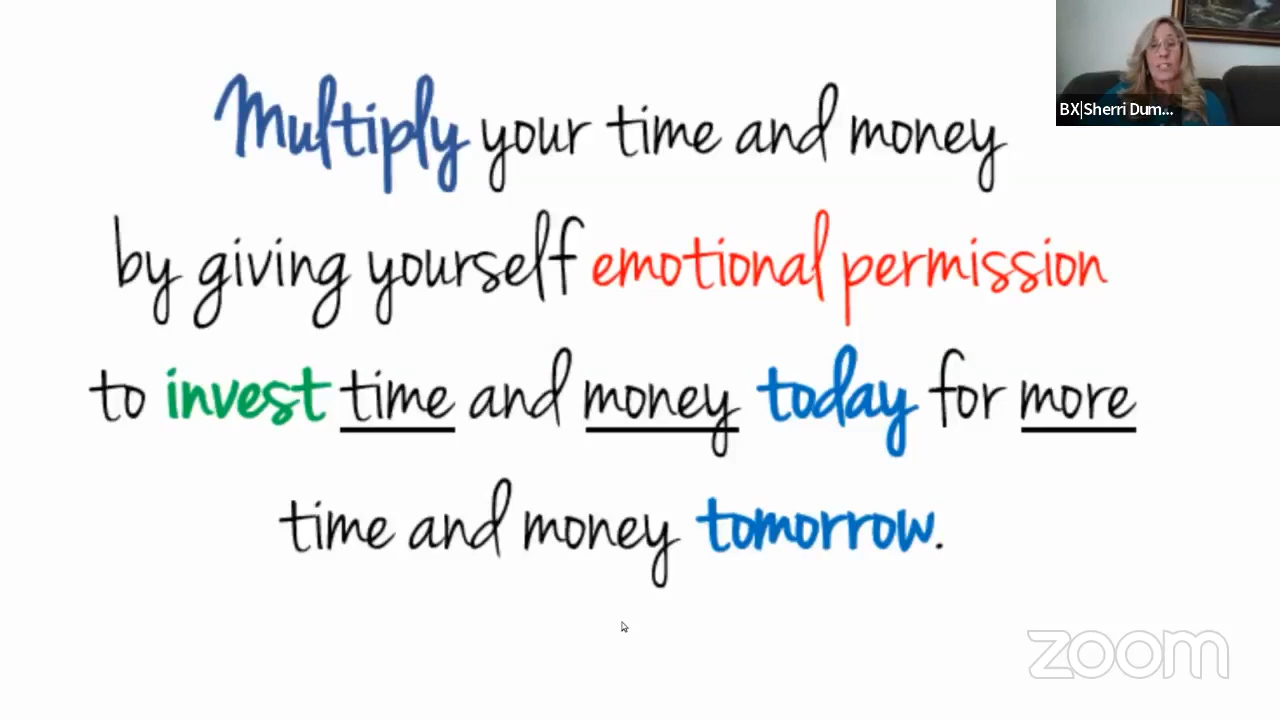 Multiply your time and money
by giving yourself emotional permission
to invest time and money today for more
time and money tomorrow.
BX|Sherri Dum...
zoom